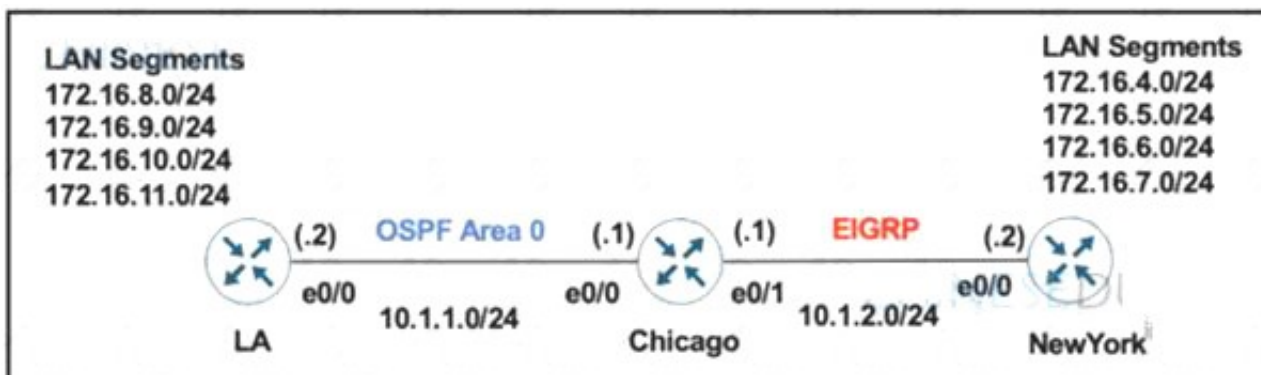 LAN Segments
172.16.8.0/24
172.16.9.0/24
172.16.10.0/24
172.16.11.0/24
LAN Segments
172.16.4.0/24
172.16.5.0/24
172.16.6.0/24
172.16.7.0/24
(.2) OSPF Area 0 (.1) (.1) EIGRP (.2)
e0/0 e0/0 e0/1 e0/0
10.1.1.0/24 10.1.2.0/24
LA Chicago NewYork